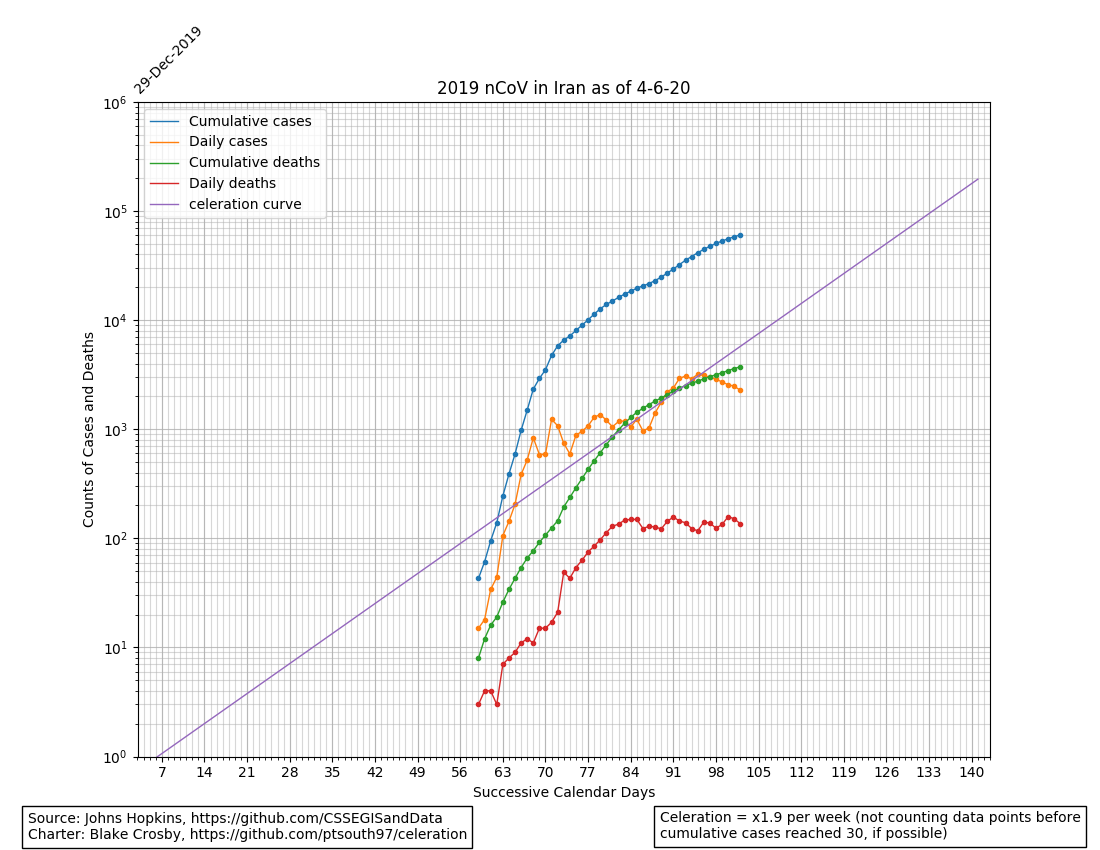 29-Dec-2019
2019 nCoV in Iran as of 4-6-20
Cumulative cases
Daily cases
Cumulative deaths
Daily deaths
celeration curve
10^6
10^5
10^4
10^3
10^2
10^1
10^0
Counts of Cases and Deaths
7 14 21 28 35 42 49 56 63 70 77 84 91 98 105 112 119 126 133 140
Successive Calendar Days
Source: Johns Hopkins, https://github.com/CSSEGISandData
Charter: Blake Crosby, https://github.com/ptsouth97/celeration
Celeration = x1.9 per week (not counting data points before
cumulative cases reached 30, if possible)